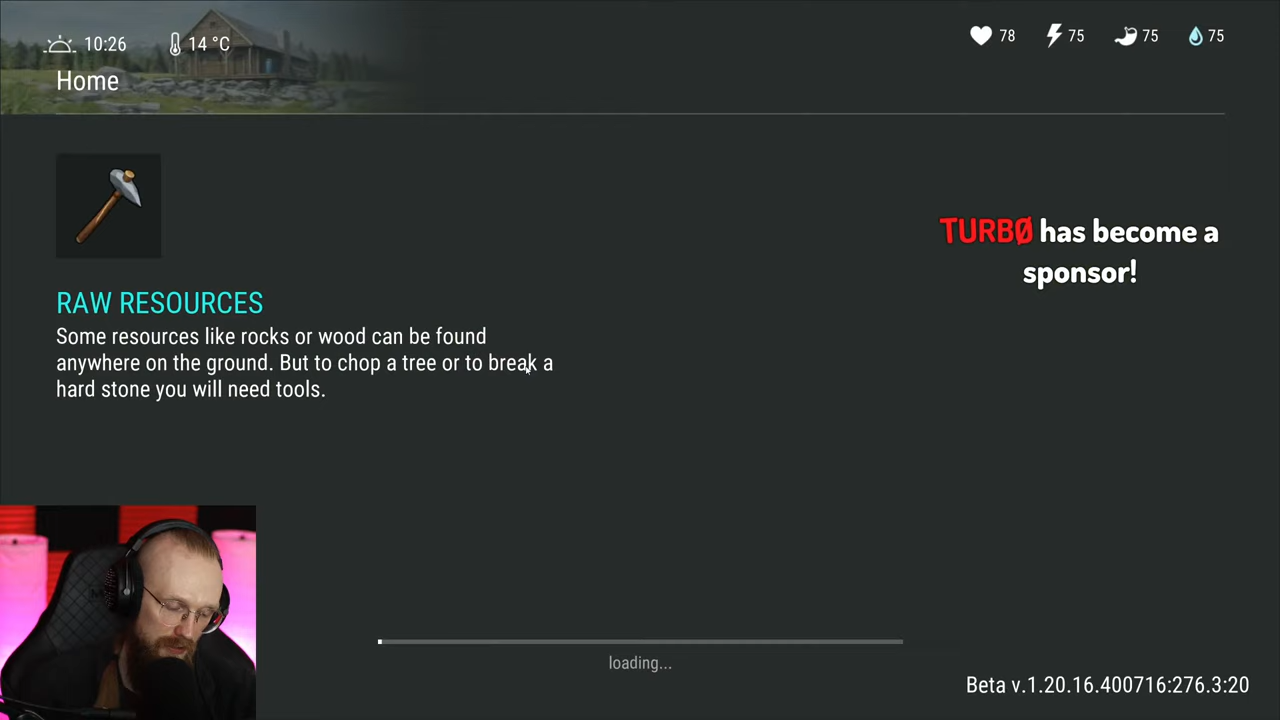 10:26
14 °C
78
75
75
75
Home
TURBØ has become a
sponsor!
RAW RESOURCES
Some resources like rocks or wood can be found
anywhere on the ground. But to chop a tree or to break a
hard stone you will need tools.
loading...
Beta v.1.20.16.400716:276.3:20